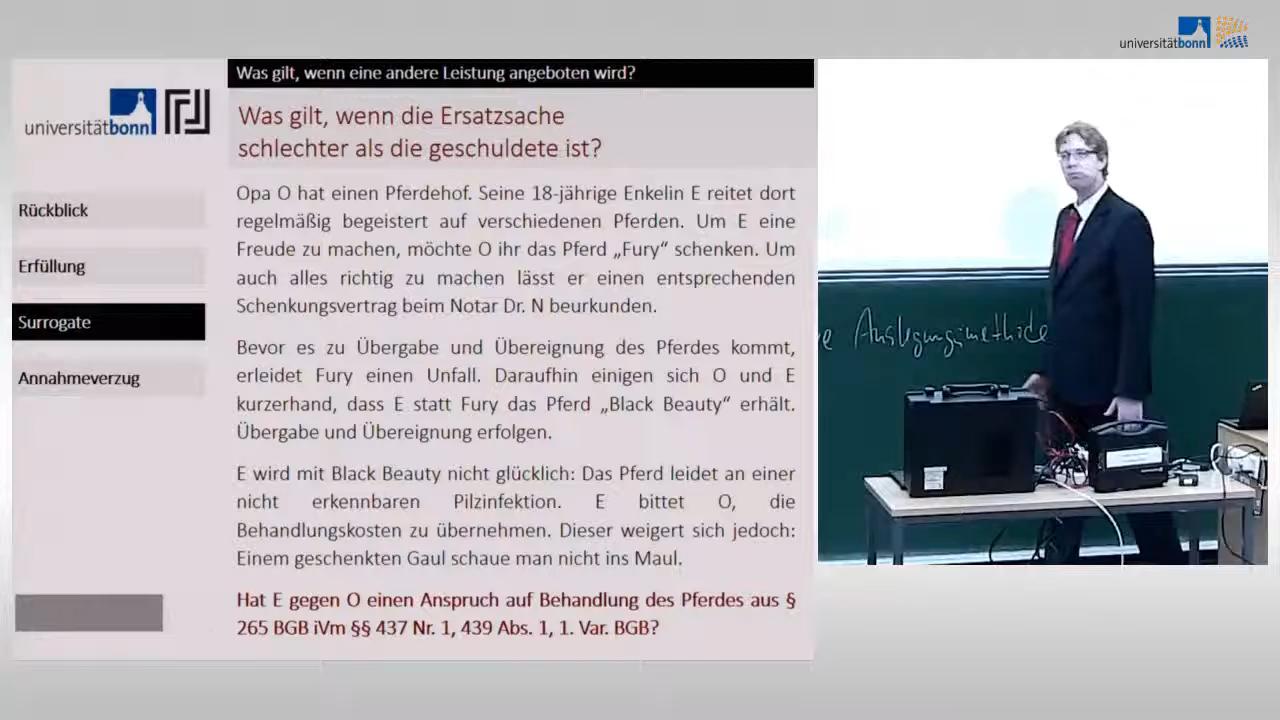 universitätbonn
Was gilt, wenn eine andere Leistung angeboten wird?
universitätbonn
Was gilt, wenn die Ersatzsache
schlechter als die geschuldete ist?
Rückblick
Erfüllung
Surrogate
Annahmeverzug
Opa O hat einen Pferdehof. Seine 18-jährige Enkelin E reitet dort
regelmäßig begeistert auf verschiedenen Pferden. Um E eine
Freude zu machen, möchte O ihr das Pferd „Fury“ schenken. Um
auch alles richtig zu machen lässt er einen entsprechenden
Schenkungsvertrag beim Notar Dr. N beurkunden.
Bevor es zu Übergabe und Übereignung des Pferdes kommt,
erleidet Fury einen Unfall. Daraufhin einigen sich O und E
kurzerhand, dass E statt Fury das Pferd „Black Beauty“ erhält.
Übergabe und Übereignung erfolgen.
E wird mit Black Beauty nicht glücklich: Das Pferd leidet an einer
nicht erkennbaren Pilzinfektion. E bittet O, die
Behandlungskosten zu übernehmen. Dieser weigert sich jedoch:
Einem geschenkten Gaul schaue man nicht ins Maul.
Hat E gegen O einen Anspruch auf Behandlung des Pferdes aus §
265 BGB iVm §§ 437 Nr. 1, 439 Abs. 1, 1. Var. BGB?
Auslegungsmethode